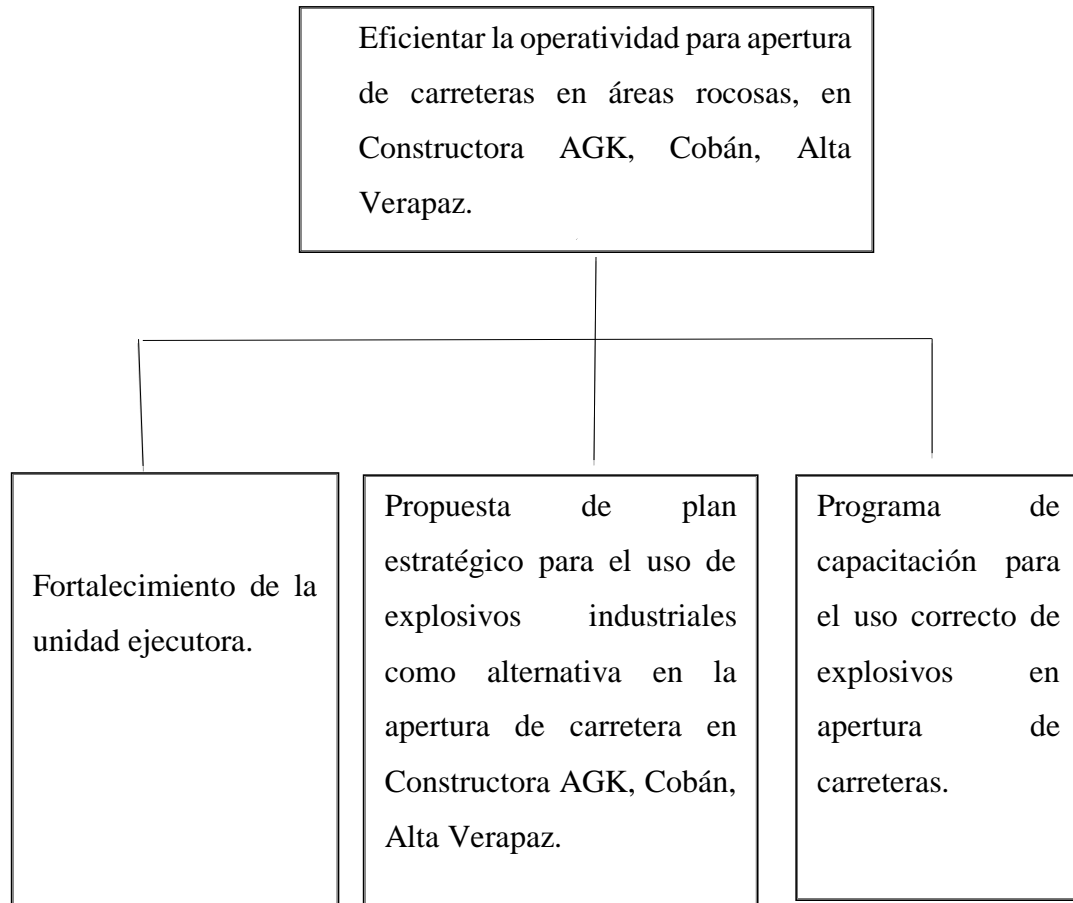 Eficientar la operatividad para apertura
de carreteras en áreas rocosas, en
Constructora AGK, Cobán, Alta
Verapaz.
Fortalecimiento de la
unidad ejecutora.
Propuesta de plan
estratégico para el uso de
explosivos industriales
como alternativa en la
apertura de carretera en
Constructora AGK, Cobán,
Alta Verapaz.
Programa de
capacitación para
el uso correcto de
explosivos en
apertura de
carreteras.